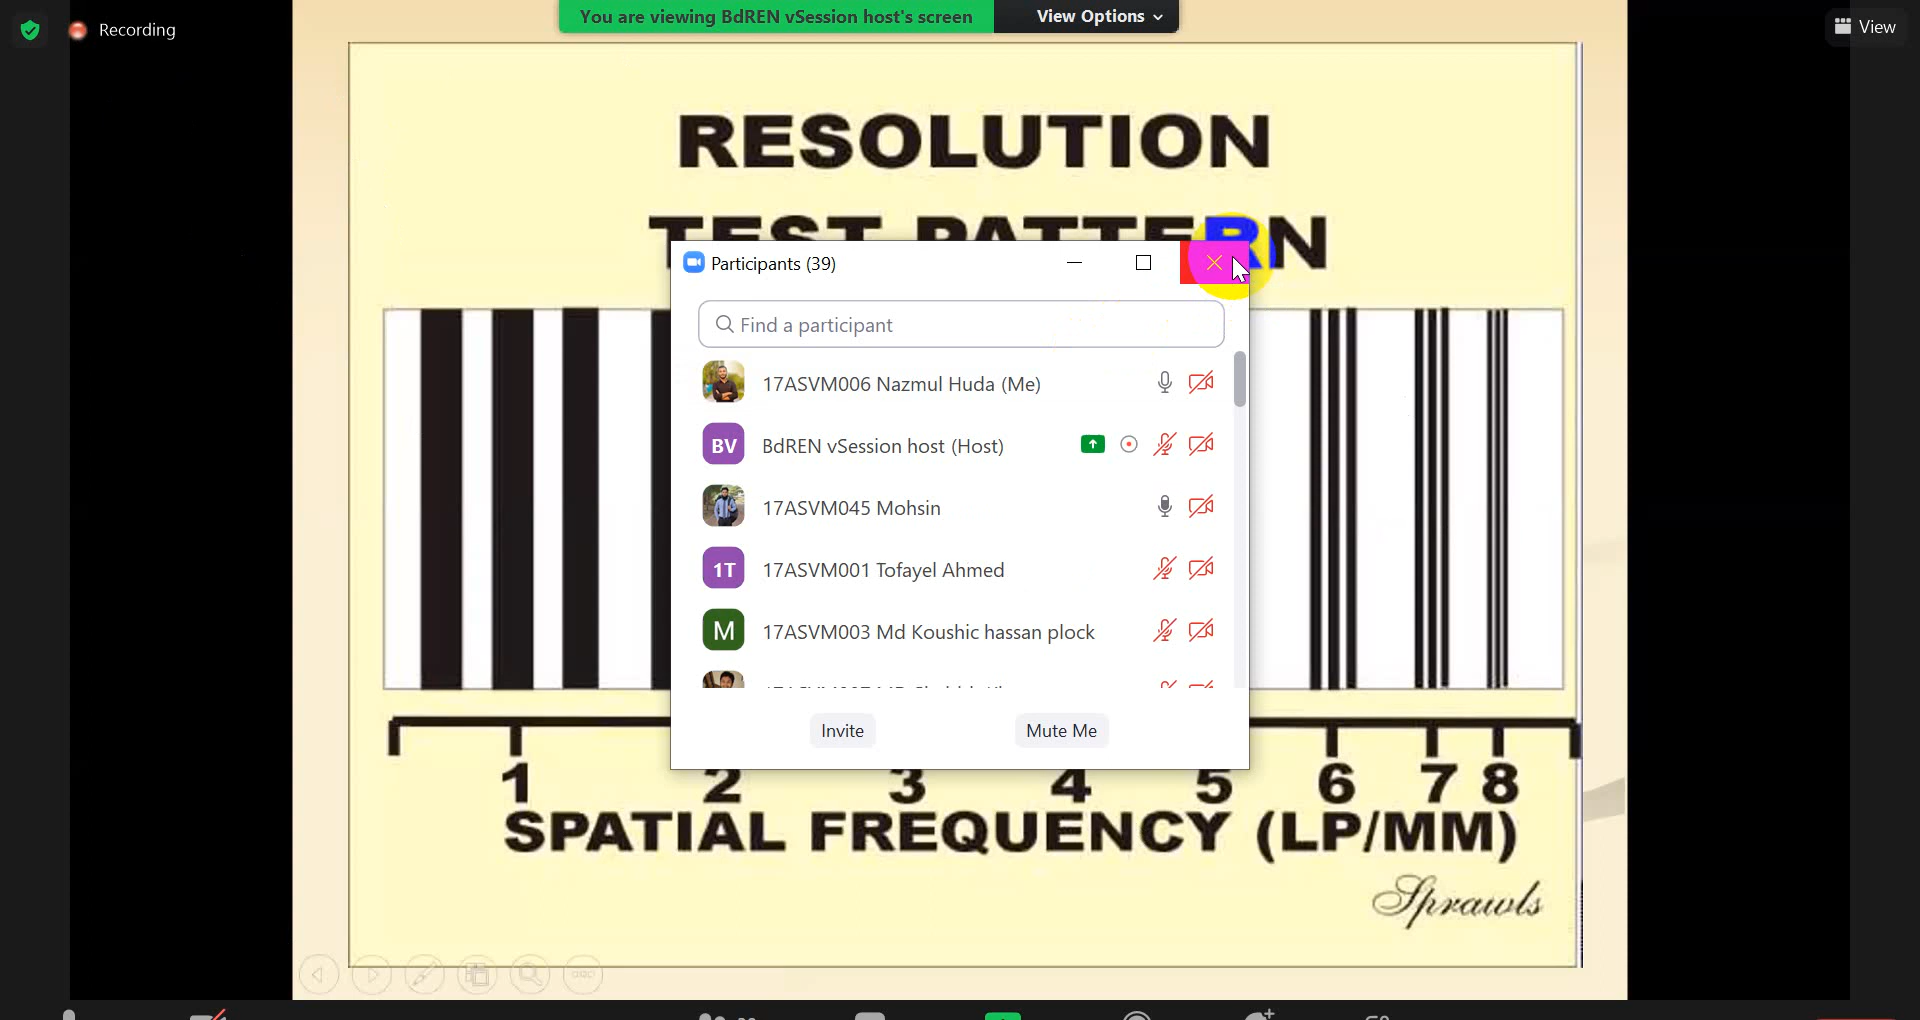 You are viewing BdREN vSession host's screen
View Options
Recording
View
RESOLUTION
TEST PATTERN
Participants (39)
Find a participant
17ASVM006 Nazmul Huda (Me)
BV
BdREN vSession host (Host)
17ASVM045 Mohsin
1T
17ASVM001 Tofayel Ahmed
M
17ASVM003 Md Koushic hassan plock
Invite
Mute Me
1 2 3 4 5 6 7 8
SPATIAL FREQUENCY (LP/MM)
Sprawls